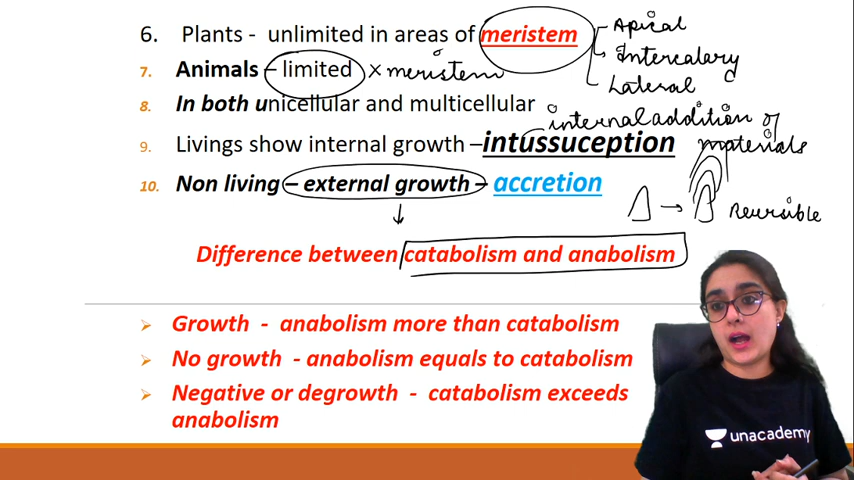 6. Plants - unlimited in areas of meristem
Apical
Intercalary
Lateral
7. Animals – limited × meristem
8. In both unicellular and multicellular
internal addition of materials
9. Livings show internal growth – intussuception
10. Non living – external growth – accretion
Reversible
Difference between catabolism and anabolism
Growth - anabolism more than catabolism
No growth - anabolism equals to catabolism
Negative or degrowth - catabolism exceeds
anabolism
unacademy